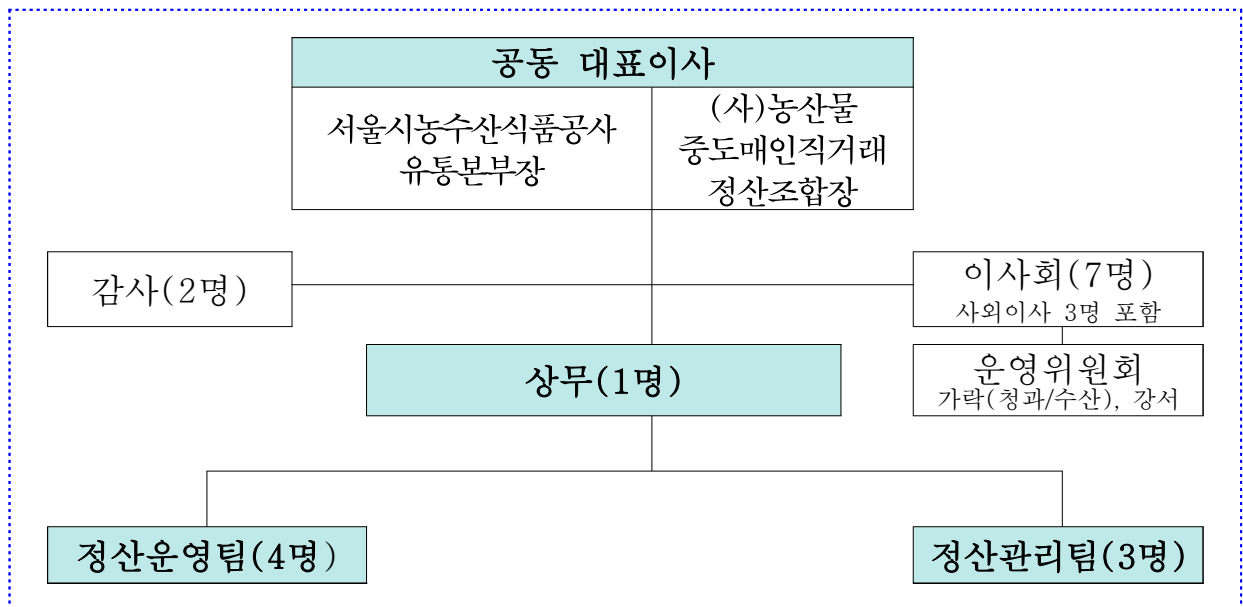 공동 대표이사
서울시농수산식품공사
유통본부장
(사)농산물
중도매인직거래
정산조합장
감사(2명)
이사회(7명)
사외이사 3명 포함
상무(1명)
운영위원회
가락(청과/수산), 강서
정산운영팀(4명)
정산관리팀(3명)